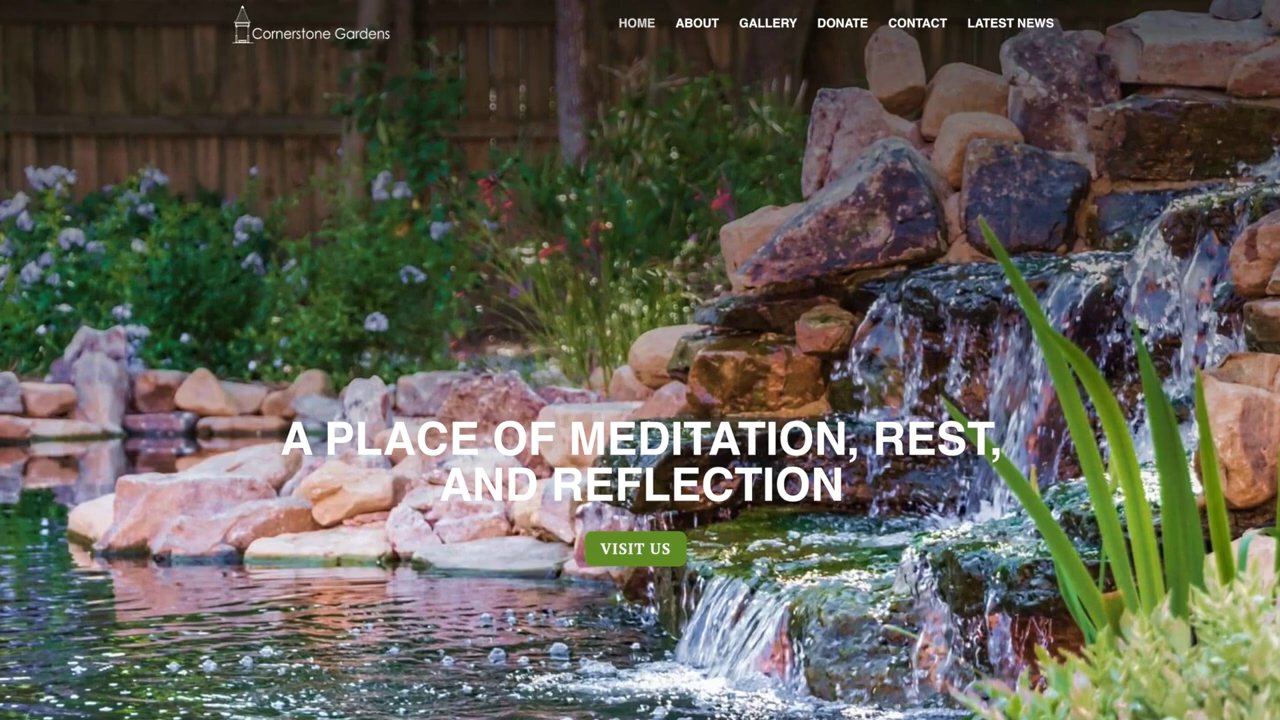 Cornerstone Gardens
HOME ABOUT GALLERY DONATE CONTACT LATEST NEWS
A PLACE OF MEDITATION, REST,
AND REFLECTION
VISIT US